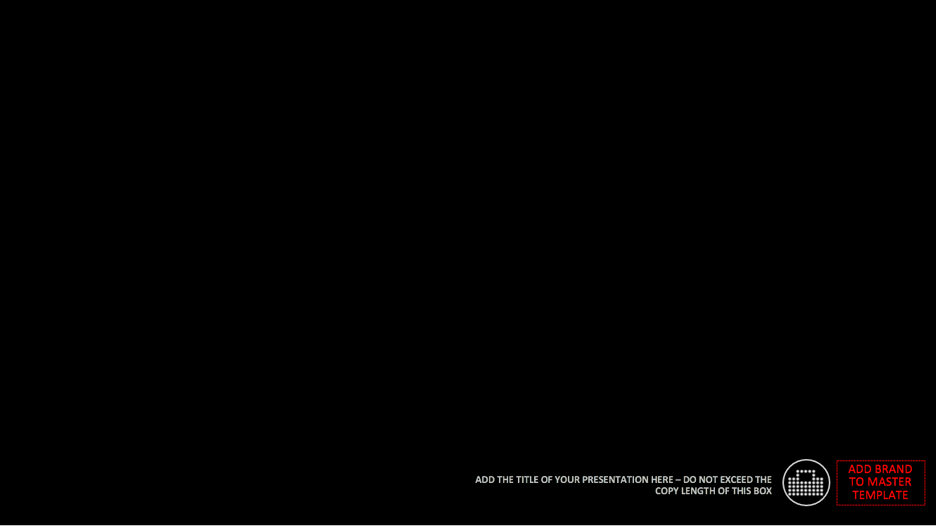 ADD THE TITLE OF YOUR PRESENTATION HERE – DO NOT EXCEED THE
COPY LENGTH OF THIS BOX
ADD BRAND
TO MASTER
TEMPLATE